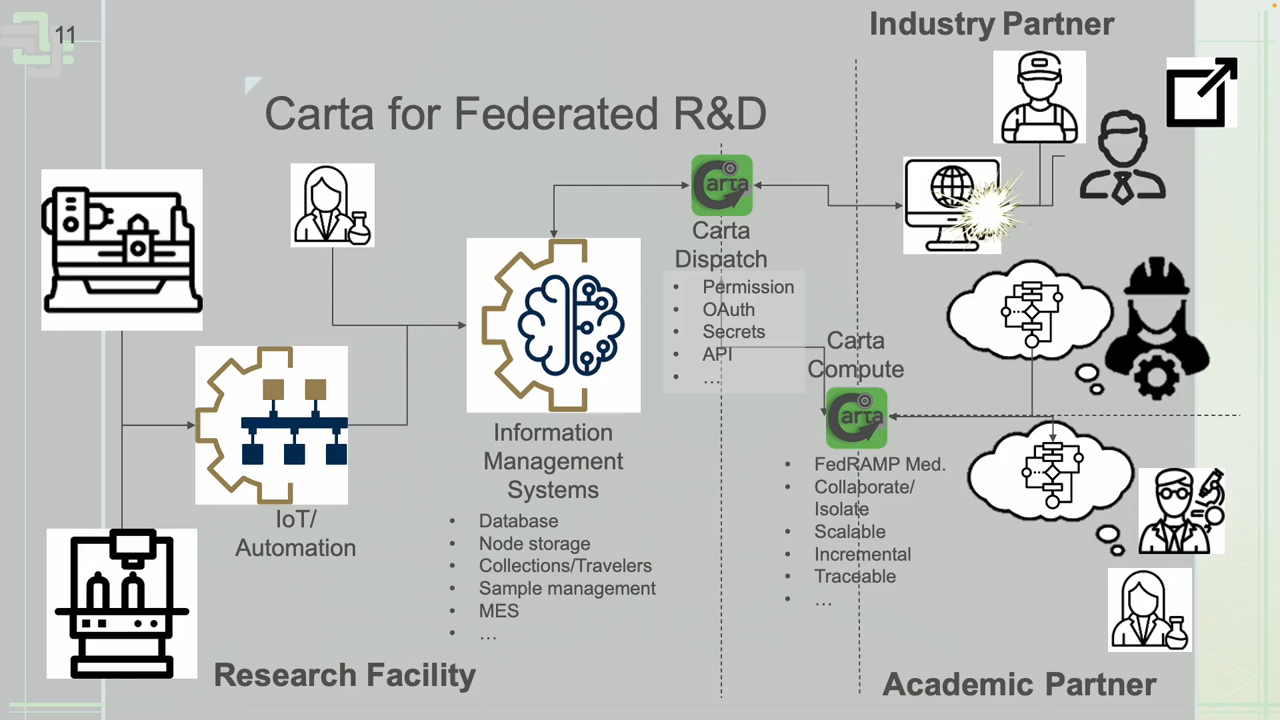 11
Industry Partner
Carta for Federated R&D
Carta
Carta
Dispatch
• Permission
• OAuth
• Secrets
• API
• …
Carta
Compute
Carta
• FedRAMP Med.
• Collaborate/
Isolate
• Scalable
• Incremental
• Traceable
• …
Information
Management
Systems
• Database
• Node storage
• Collections/Travelers
• Sample management
• MES
• …
IoT/
Automation
Research Facility
Academic Partner